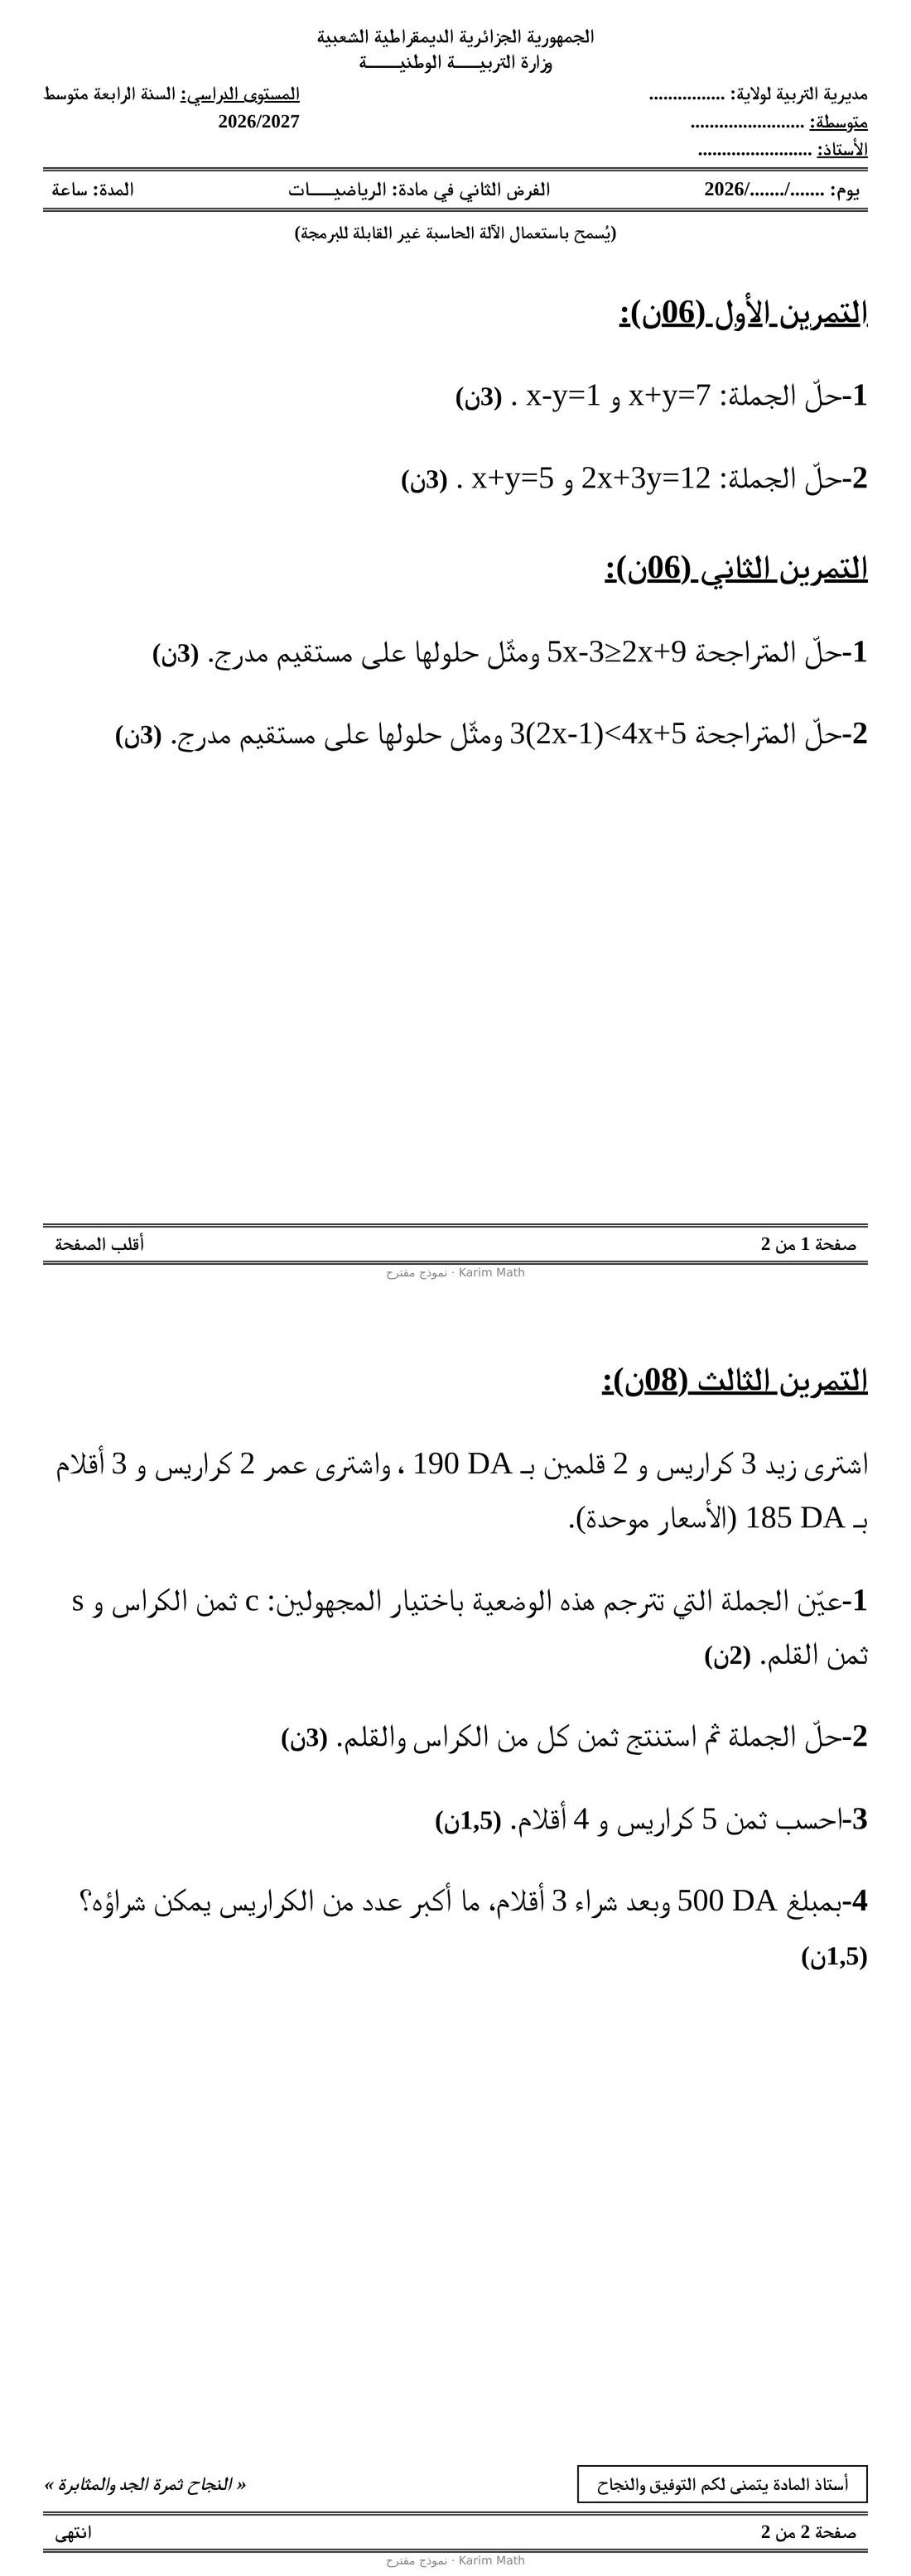 الجمهورية الجزائرية الديمقراطية الشعبية
وزارة التربيـــــة الوطنيــــــة
مديرية التربية لولاية: ................
المستوى الدراسي: السنة الرابعة متوسط
متوسطة: ........................
2026/2027
الأستاذ: ........................
يوم: ......./......./2026
الفرض الثاني في مادة: الرياضيـــــات
المدة: ساعة
(يُسمح باستعمال الآلة الحاسبة غير القابلة للبرمجة)
التمرين الأول (06ن):
1-حلّ الجملة: x+y=7 و x-y=1 . (3ن)
2-حلّ الجملة: 2x+3y=12 و x+y=5 . (3ن)
التمرين الثاني (06ن):
1-حلّ المتراجحة 5x-3≥2x+9 ومثّل حلولها على مستقيم مدرج. (3ن)
2-حلّ المتراجحة 3(2x-1)<4x+5 ومثّل حلولها على مستقيم مدرج. (3ن)
صفحة 1 من 2
أقلب الصفحة
Karim Math · نموذج مقترح
التمرين الثالث (08ن):
اشترى زيد 3 كراريس و 2 قلمين بـ 190 DA ، واشترى عمر 2 كراريس و 3 أقلام
بـ 185 DA (الأسعار موحدة).
1-عيّن الجملة التي تترجم هذه الوضعية باختيار المجهولين: c ثمن الكراس و s
ثمن القلم. (2ن)
2-حلّ الجملة ثم استنتج ثمن كل من الكراس والقلم. (3ن)
3-احسب ثمن 5 كراريس و 4 أقلام. (1,5ن)
4-بمبلغ 500 DA وبعد شراء 3 أقلام، ما أكبر عدد من الكراريس يمكن شراؤه؟
(1,5ن)
أستاذ المادة يتمنى لكم التوفيق والنجاح
« النجاح ثمرة الجد والمثابرة »
صفحة 2 من 2
انتهى
Karim Math · نموذج مقترح